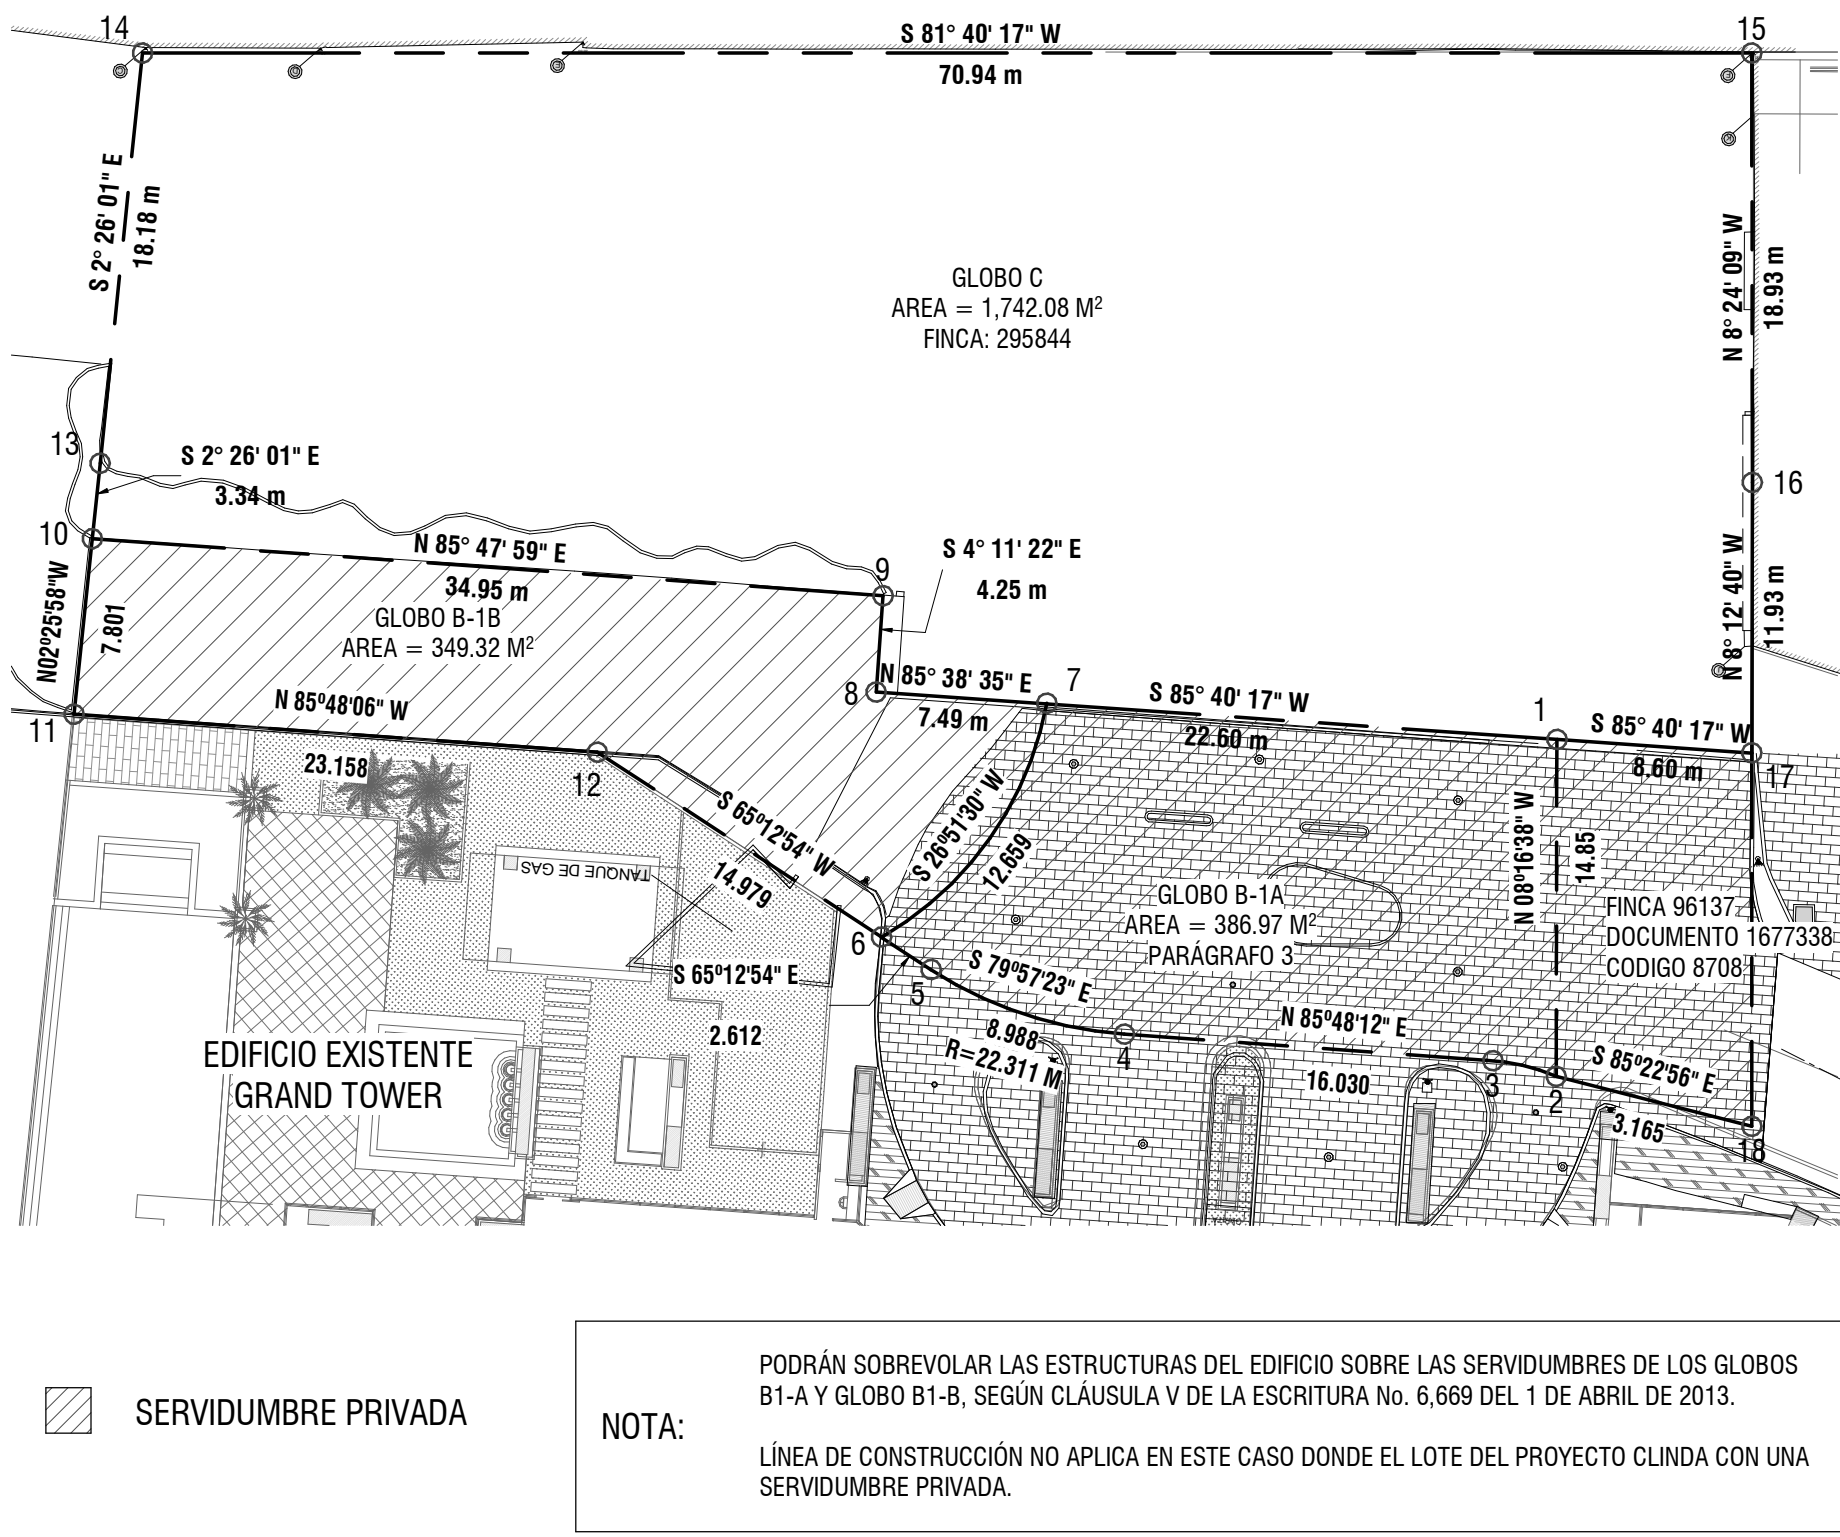 14
S 81° 40' 17" W
15
70.94 m
S 2° 26' 01" E
18.18 m
GLOBO C
AREA = 1,742.08 M²
FINCA: 295844
N 8° 24' 09" W
18.93 m
13
S 2° 26' 01" E
3.34 m
16
10
N 85° 47' 59" E
34.95 m
9
S 4° 11' 22" E
4.25 m
N 8° 12' 40" W
11.93 m
N02º25'58"W
7.801
GLOBO B-1B
AREA = 349.32 M²
8
N 85° 38' 35" E
7.49 m
7
S 85° 40' 17" W
22.60 m
1
S 85° 40' 17" W
8.60 m
17
11
N 85º48'06" W
23.158
12
S 65º12'54" W
14.979
S 26º51'30" W
12.659
N 08º16'38" W
14.85
TANQUE DE GAS
GLOBO B-1A
AREA = 386.97 M²
PARÁGRAFO 3
FINCA 96137
DOCUMENTO 1677338
CODIGO 8708
6
S 65º12'54" E
2.612
5
S 79º57'23" E
8.988
R=22.311 M
4
N 85º48'12" E
16.030
3
2
S 85º22'56" E
3.165
18
EDIFICIO EXISTENTE
GRAND TOWER
SERVIDUMBRE PRIVADA
NOTA:
PODRÁN SOBREVOLAR LAS ESTRUCTURAS DEL EDIFICIO SOBRE LAS SERVIDUMBRES DE LOS GLOBOS
B1-A Y GLOBO B1-B, SEGÚN CLÁUSULA V DE LA ESCRITURA No. 6,669 DEL 1 DE ABRIL DE 2013.
LÍNEA DE CONSTRUCCIÓN NO APLICA EN ESTE CASO DONDE EL LOTE DEL PROYECTO CLINDA CON UNA
SERVIDUMBRE PRIVADA.